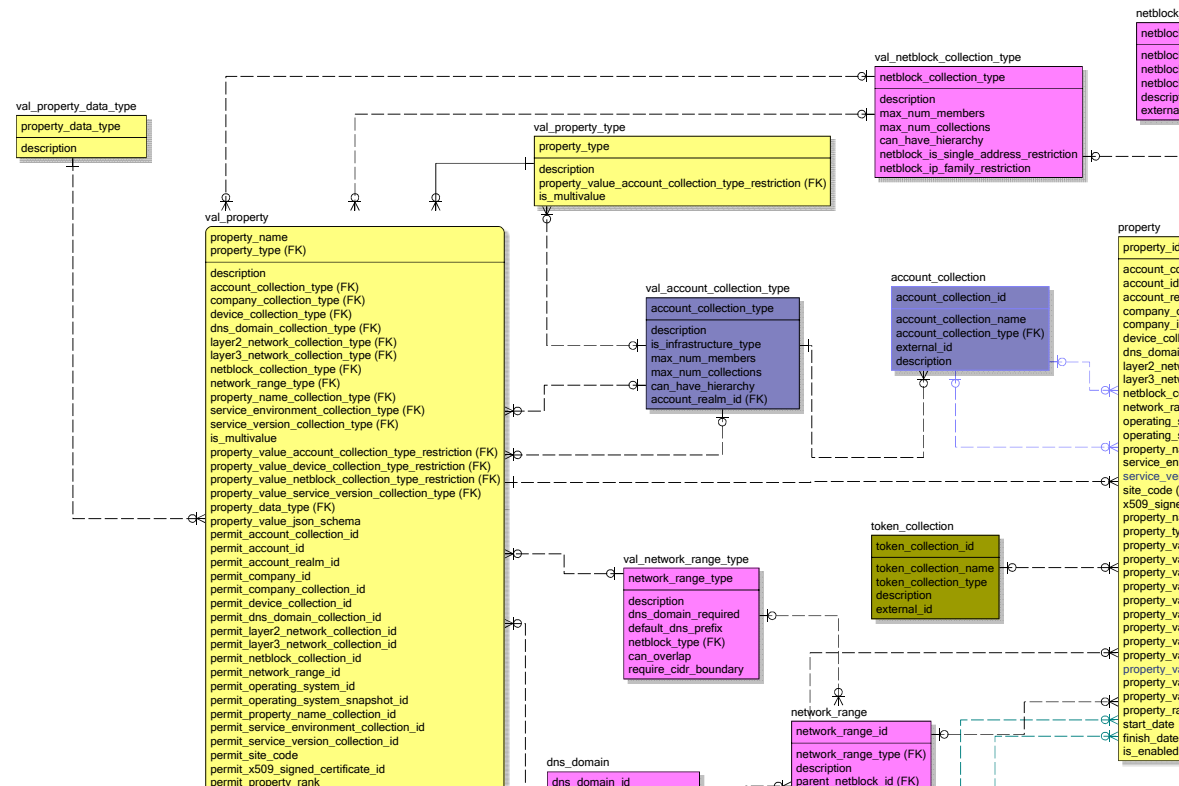 netblock
val_netblock_collection_type
netblock_collection_type
description
max_num_members
max_num_collections
can_have_hierarchy
netblock_is_single_address_restriction
netblock_ip_family_restriction
val_property_data_type
property_data_type
description
val_property_type
property_type
description
property_value_account_collection_type_restriction (FK)
is_multivalue
val_property
property_name
property_type (FK)
description
account_collection_type (FK)
company_collection_type (FK)
device_collection_type (FK)
dns_domain_collection_type (FK)
layer2_network_collection_type (FK)
layer3_network_collection_type (FK)
netblock_collection_type (FK)
network_range_type (FK)
property_name_collection_type (FK)
service_environment_collection_type (FK)
service_version_collection_type (FK)
is_multivalue
property_value_account_collection_type_restriction (FK)
property_value_device_collection_type_restriction (FK)
property_value_netblock_collection_type_restriction (FK)
property_value_service_version_collection_type (FK)
property_data_type (FK)
property_value_json_schema
permit_account_collection_id
permit_account_id
permit_account_realm_id
permit_company_id
permit_company_collection_id
permit_device_collection_id
permit_dns_domain_collection_id
permit_layer2_network_collection_id
permit_layer3_network_collection_id
permit_netblock_collection_id
permit_network_range_id
permit_operating_system_id
permit_operating_system_snapshot_id
permit_property_name_collection_id
permit_service_environment_collection_id
permit_service_version_collection_id
permit_site_code
permit_x509_signed_certificate_id
permit_property_rank
val_account_collection_type
account_collection_type
description
is_infrastructure_type
max_num_members
max_num_collections
can_have_hierarchy
account_realm_id (FK)
account_collection
account_collection_id
account_collection_name
account_collection_type (FK)
external_id
description
token_collection
token_collection_id
token_collection_name
token_collection_type
description
external_id
val_network_range_type
network_range_type
description
dns_domain_required
default_dns_prefix
netblock_type (FK)
can_overlap
require_cidr_boundary
network_range
network_range_id
network_range_type (FK)
description
parent_netblock_id (FK)
dns_domain
dns_domain_id
property
property_id
site_code
start_date
finish_date
is_enabled